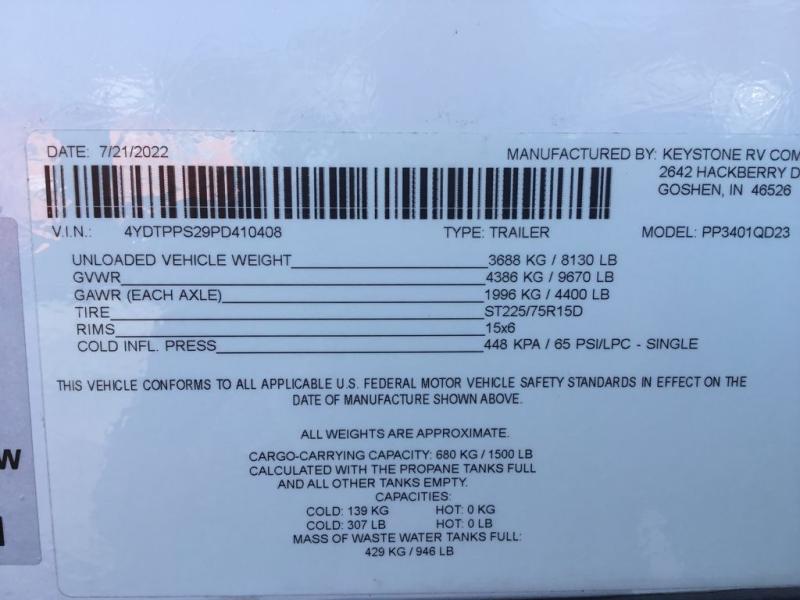 DATE: 7/21/2022 MANUFACTURED BY: KEYSTONE RV COM
2642 HACKBERRY D
GOSHEN, IN 46526
V.I.N.: 4YDTPPS29PD410408 TYPE: TRAILER MODEL: PP3401QD23
UNLOADED VEHICLE WEIGHT 3688 KG / 8130 LB
GVWR 4386 KG / 9670 LB
GAWR (EACH AXLE) 1996 KG / 4400 LB
TIRE ST225/75R15D
RIMS 15x6
COLD INFL. PRESS 448 KPA / 65 PSI/LPC - SINGLE
THIS VEHICLE CONFORMS TO ALL APPLICABLE U.S. FEDERAL MOTOR VEHICLE SAFETY STANDARDS IN EFFECT ON THE
DATE OF MANUFACTURE SHOWN ABOVE.
ALL WEIGHTS ARE APPROXIMATE.
CARGO-CARRYING CAPACITY: 680 KG / 1500 LB
CALCULATED WITH THE PROPANE TANKS FULL
AND ALL OTHER TANKS EMPTY.
CAPACITIES:
COLD: 139 KG HOT: 0 KG
COLD: 307 LB HOT: 0 LB
MASS OF WASTE WATER TANKS FULL:
429 KG / 946 LB
W